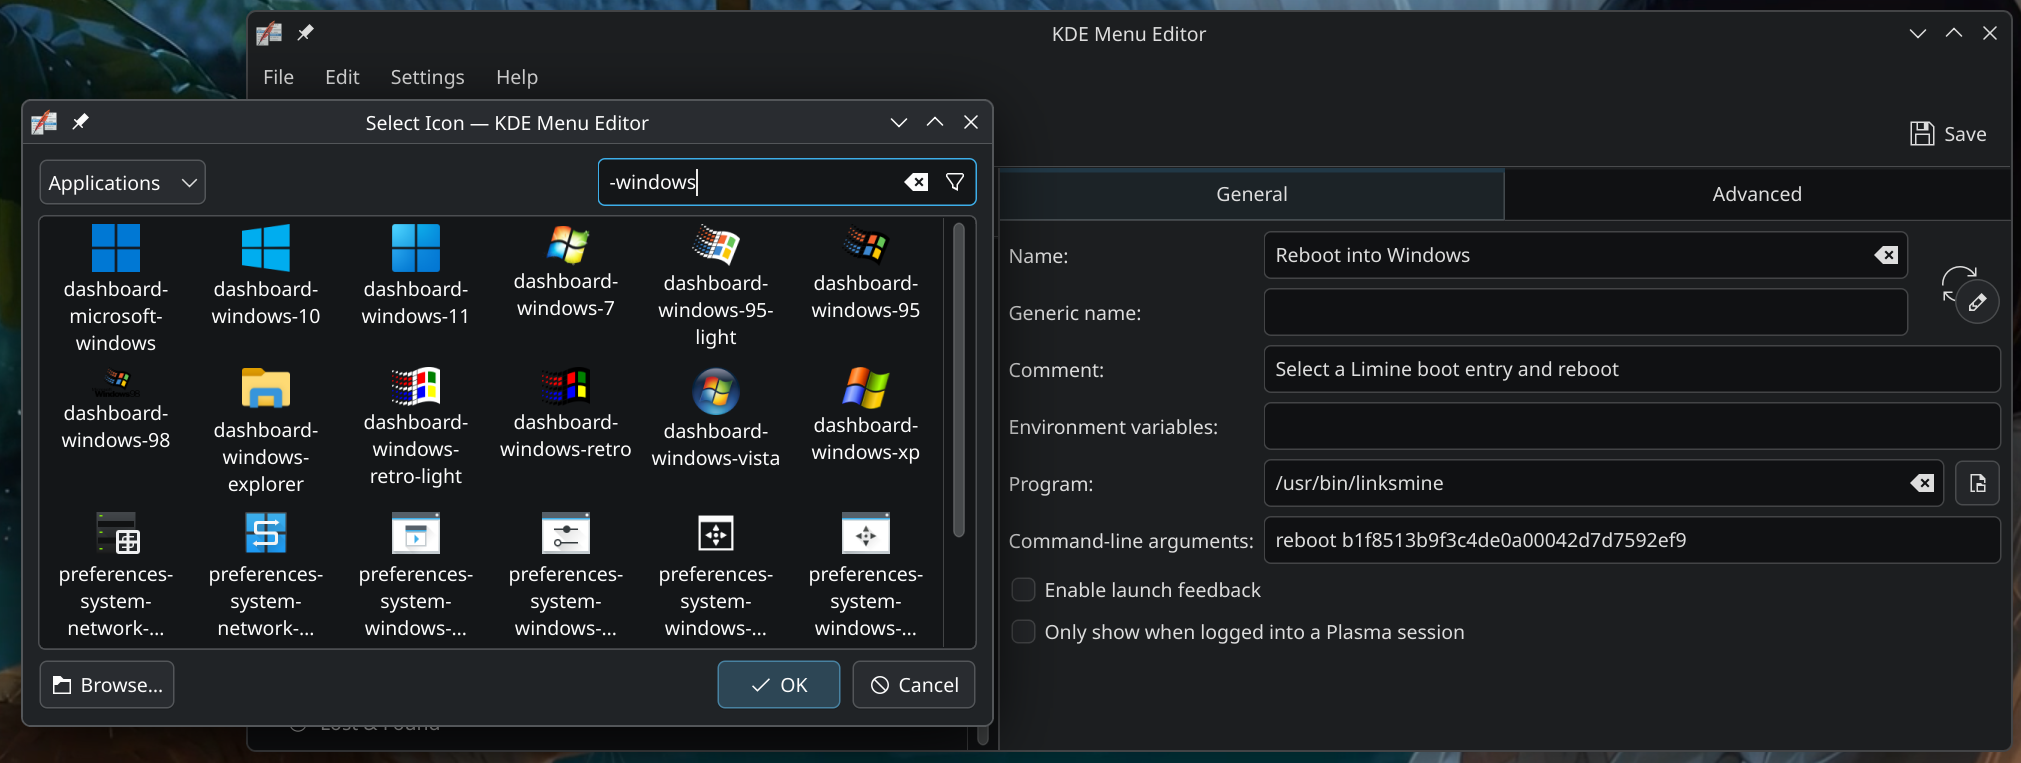 KDE Menu Editor
File Edit Settings Help
Select Icon — KDE Menu Editor
Save
Applications
-windows
General Advanced
dashboard-
microsoft-
windows
dashboard-
windows-10
dashboard-
windows-11
dashboard-
windows-7
dashboard-
windows-95-
light
dashboard-
windows-95
dashboard-
windows-98
dashboard-
windows-
explorer
dashboard-
windows-
retro-light
dashboard-
windows-retro
dashboard-
windows-vista
dashboard-
windows-xp
preferences-
system-
network-...
preferences-
system-
network-...
preferences-
system-
windows-...
preferences-
system-
windows-...
preferences-
system-
windows-...
preferences-
system-
windows-...
Browse...
OK
Cancel
Name: Reboot into Windows
Generic name:
Comment: Select a Limine boot entry and reboot
Environment variables:
Program: /usr/bin/linksmine
Command-line arguments: reboot b1f8513b9f3c4de0a00042d7d7592ef9
Enable launch feedback
Only show when logged into a Plasma session
Lost & Found